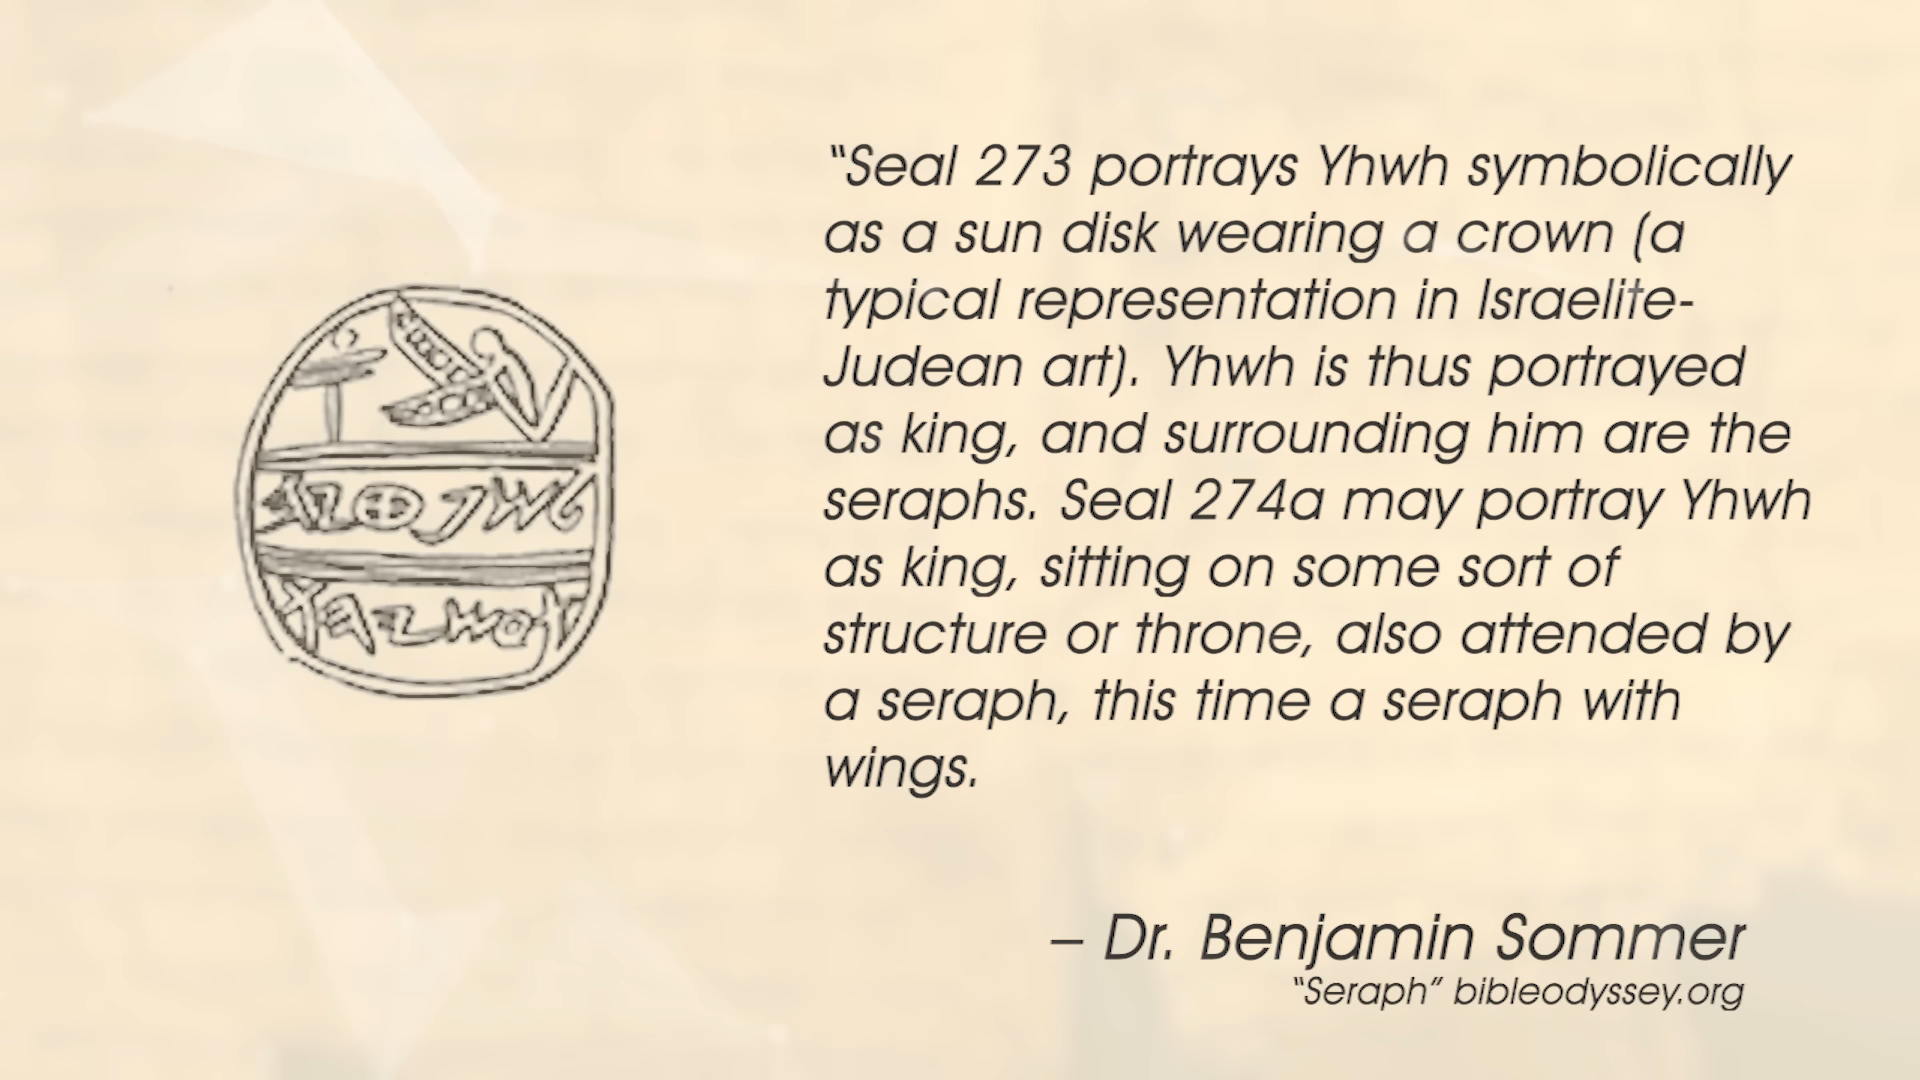 “Seal 273 portrays Yhwh symbolically
as a sun disk wearing a crown (a
typical representation in Israelite-
Judean art). Yhwh is thus portrayed
as king, and surrounding him are the
seraphs. Seal 274a may portray Yhwh
as king, sitting on some sort of
structure or throne, also attended by
a seraph, this time a seraph with
wings.
– Dr. Benjamin Sommer
“Seraph” bibleodyssey.org